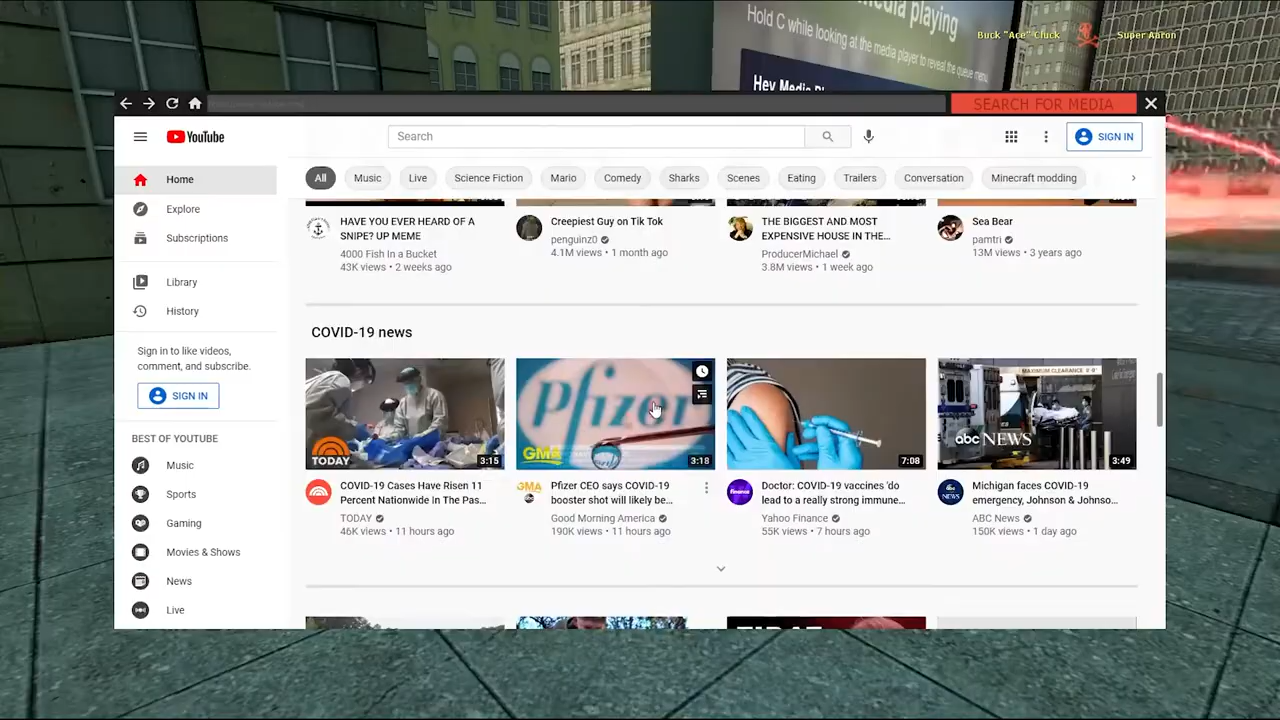 edia playing
Hold C while looking at the media player to reveal the queue menu
Hey Media Pl
Buck "Ace" Cluck
Super Aaron
SEARCH FOR MEDIA
YouTube
Search
SIGN IN
Home
Explore
Subscriptions
Library
History
Sign in to like videos,
comment, and subscribe.
SIGN IN
BEST OF YOUTUBE
Music
Sports
Gaming
Movies & Shows
News
Live
All
Music
Live
Science Fiction
Mario
Comedy
Sharks
Scenes
Eating
Trailers
Conversation
Minecraft modding
HAVE YOU EVER HEARD OF A
SNIPE? UP MEME
4000 Fish In a Bucket
43K views • 2 weeks ago
Creepiest Guy on Tik Tok
penguinz0
4.1M views • 1 month ago
THE BIGGEST AND MOST
EXPENSIVE HOUSE IN THE...
ProducerMichael
3.8M views • 1 week ago
Sea Bear
pamtri
13M views • 3 years ago
COVID-19 news
TODAY
3:15
COVID-19 Cases Have Risen 11
Percent Nationwide In The Pas...
TODAY
46K views • 11 hours ago
Pfizer
GM
3:18
GMA
abc
Pfizer CEO says COVID-19
booster shot will likely be...
Good Morning America
190K views • 11 hours ago
7:08
finance
Doctor: COVID-19 vaccines 'do
lead to a really strong immune...
Yahoo Finance
55K views • 7 hours ago
MAXIMUM CLEARANCE 9'-8"
abc NEWS
3:49
Michigan faces COVID-19
emergency, Johnson & Johnso...
ABC News
150K views • 1 day ago